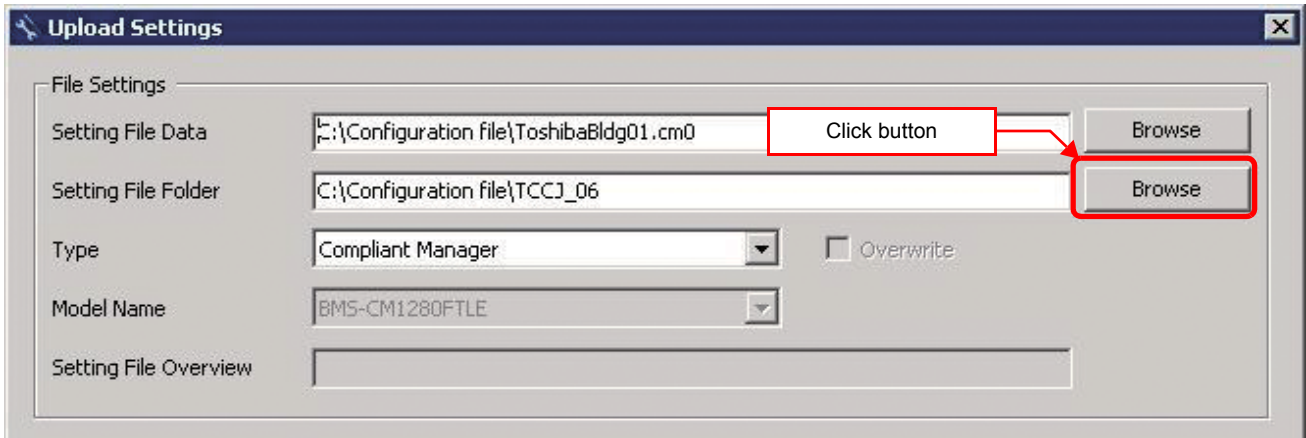 Upload Settings
File Settings
Setting File Data C:\Configuration file\ToshibaBldg01.cm0 Click button Browse
Setting File Folder C:\Configuration file\TCCJ_06 Browse
Type Compliant Manager Overwrite
Model Name BMS-CM1280FTLE
Setting File Overview